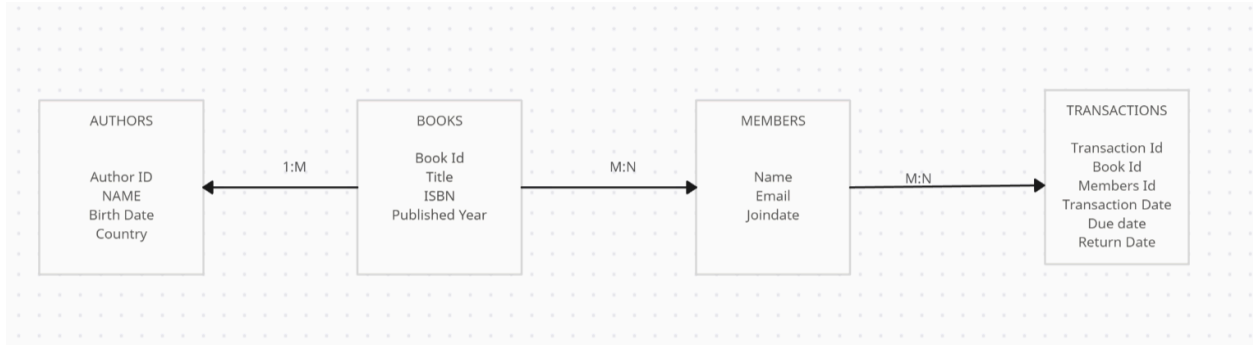 AUTHORS
Author ID
NAME
Birth Date
Country
1:M
BOOKS
Book Id
Title
ISBN
Published Year
M:N
MEMBERS
Name
Email
Joindate
M:N
TRANSACTIONS
Transaction Id
Book Id
Members Id
Transaction Date
Due date
Return Date